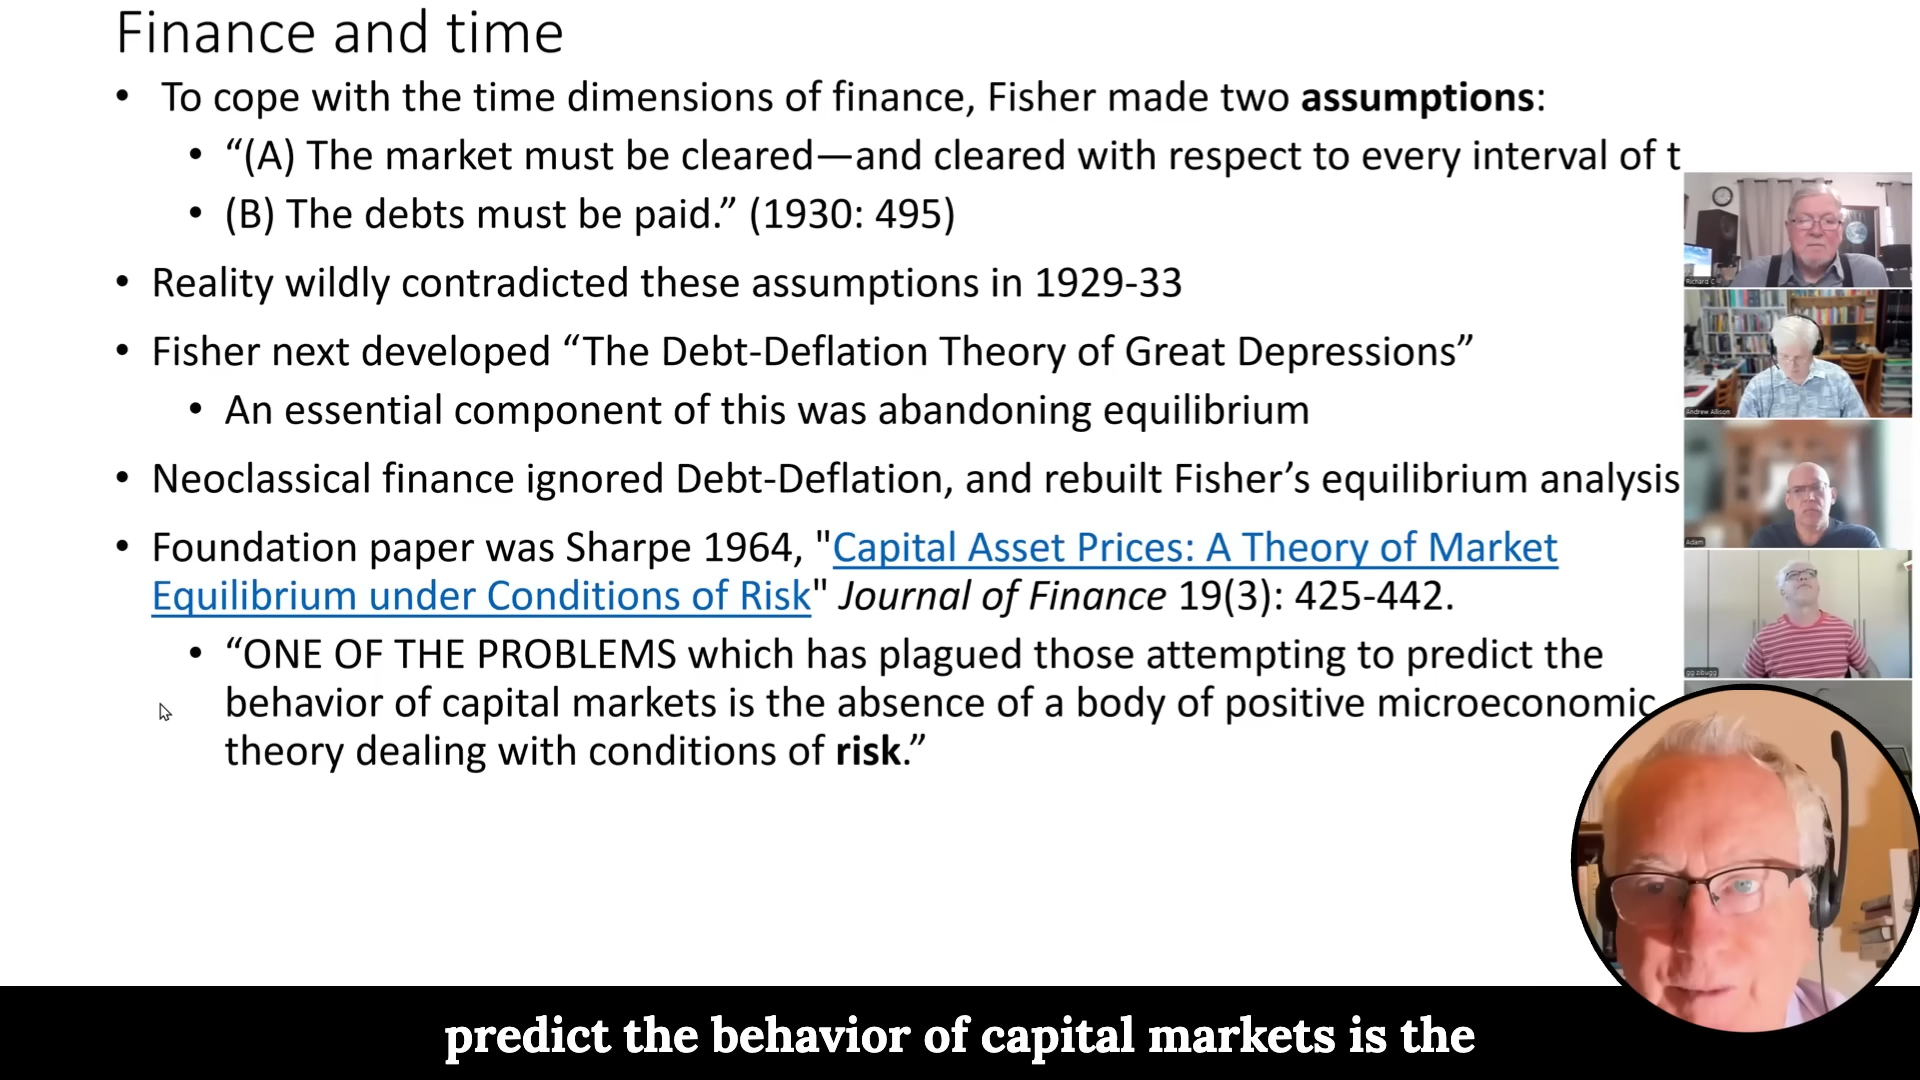 Finance and time
• To cope with the time dimensions of finance, Fisher made two assumptions:
• “(A) The market must be cleared—and cleared with respect to every interval of t
• (B) The debts must be paid.” (1930: 495)
• Reality wildly contradicted these assumptions in 1929-33
• Fisher next developed “The Debt-Deflation Theory of Great Depressions”
• An essential component of this was abandoning equilibrium
• Neoclassical finance ignored Debt-Deflation, and rebuilt Fisher’s equilibrium analysis
• Foundation paper was Sharpe 1964, "Capital Asset Prices: A Theory of Market
Equilibrium under Conditions of Risk" Journal of Finance 19(3): 425-442.
• “ONE OF THE PROBLEMS which has plagued those attempting to predict the
behavior of capital markets is the absence of a body of positive microeconomic
theory dealing with conditions of risk.”
Richard C
Andrew Allison
Adam
gg zibugg
predict the behavior of capital markets is the